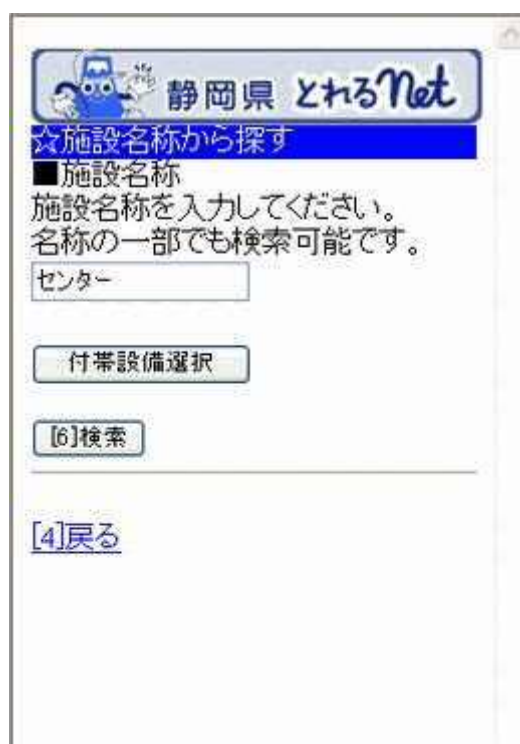 静岡県 とれるNet
☆施設名称から探す
■施設名称
施設名称を入力してください。
名称の一部でも検索可能です。
センター
付帯設備選択
[6]検索
[4]戻る